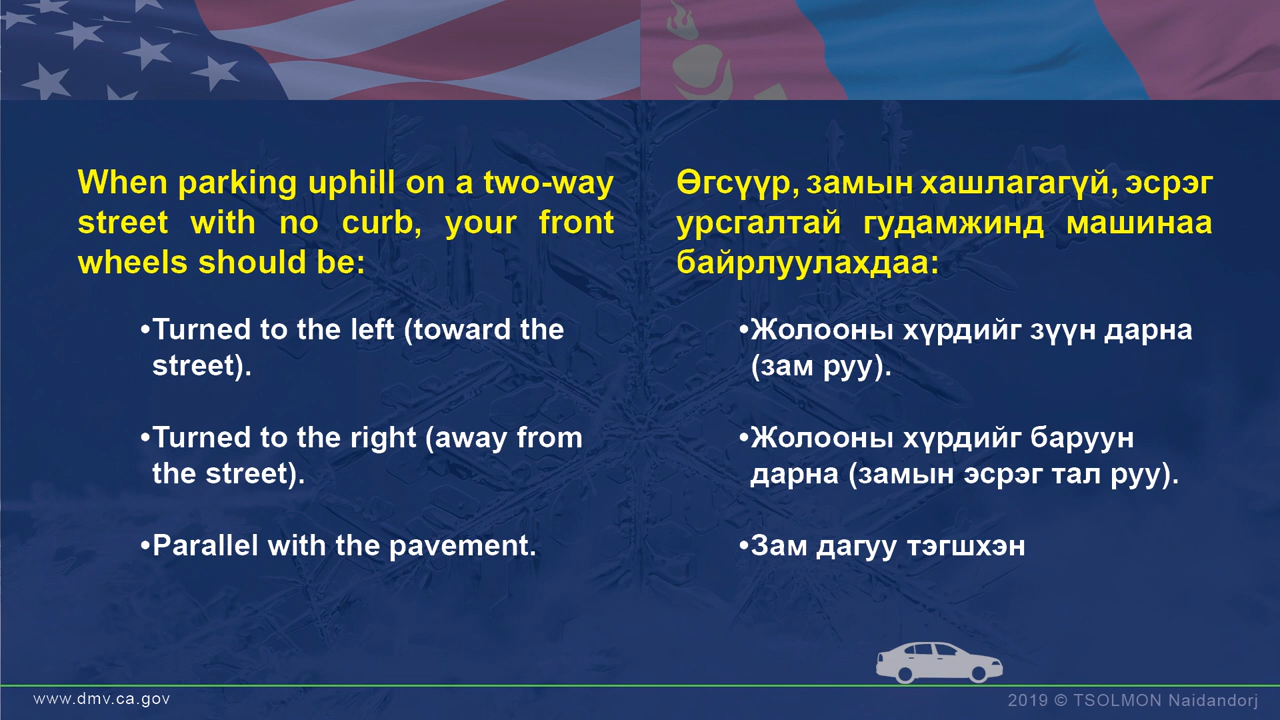 When parking uphill on a two-way
street with no curb, your front
wheels should be:
•Turned to the left (toward the
street).
•Turned to the right (away from
the street).
•Parallel with the pavement.
Өгсүүр, замын хашлагагүй, эсрэг
урсгалтай гудамжинд машинаа
байрлуулахдаа:
•Жолооны хүрдийг зүүн дарна
(зам руу).
•Жолооны хүрдийг баруун
дарна (замын эсрэг тал руу).
•Зам дагуу тэгшхэн
www.dmv.ca.gov
2019 © TSOLMON Naidandorj